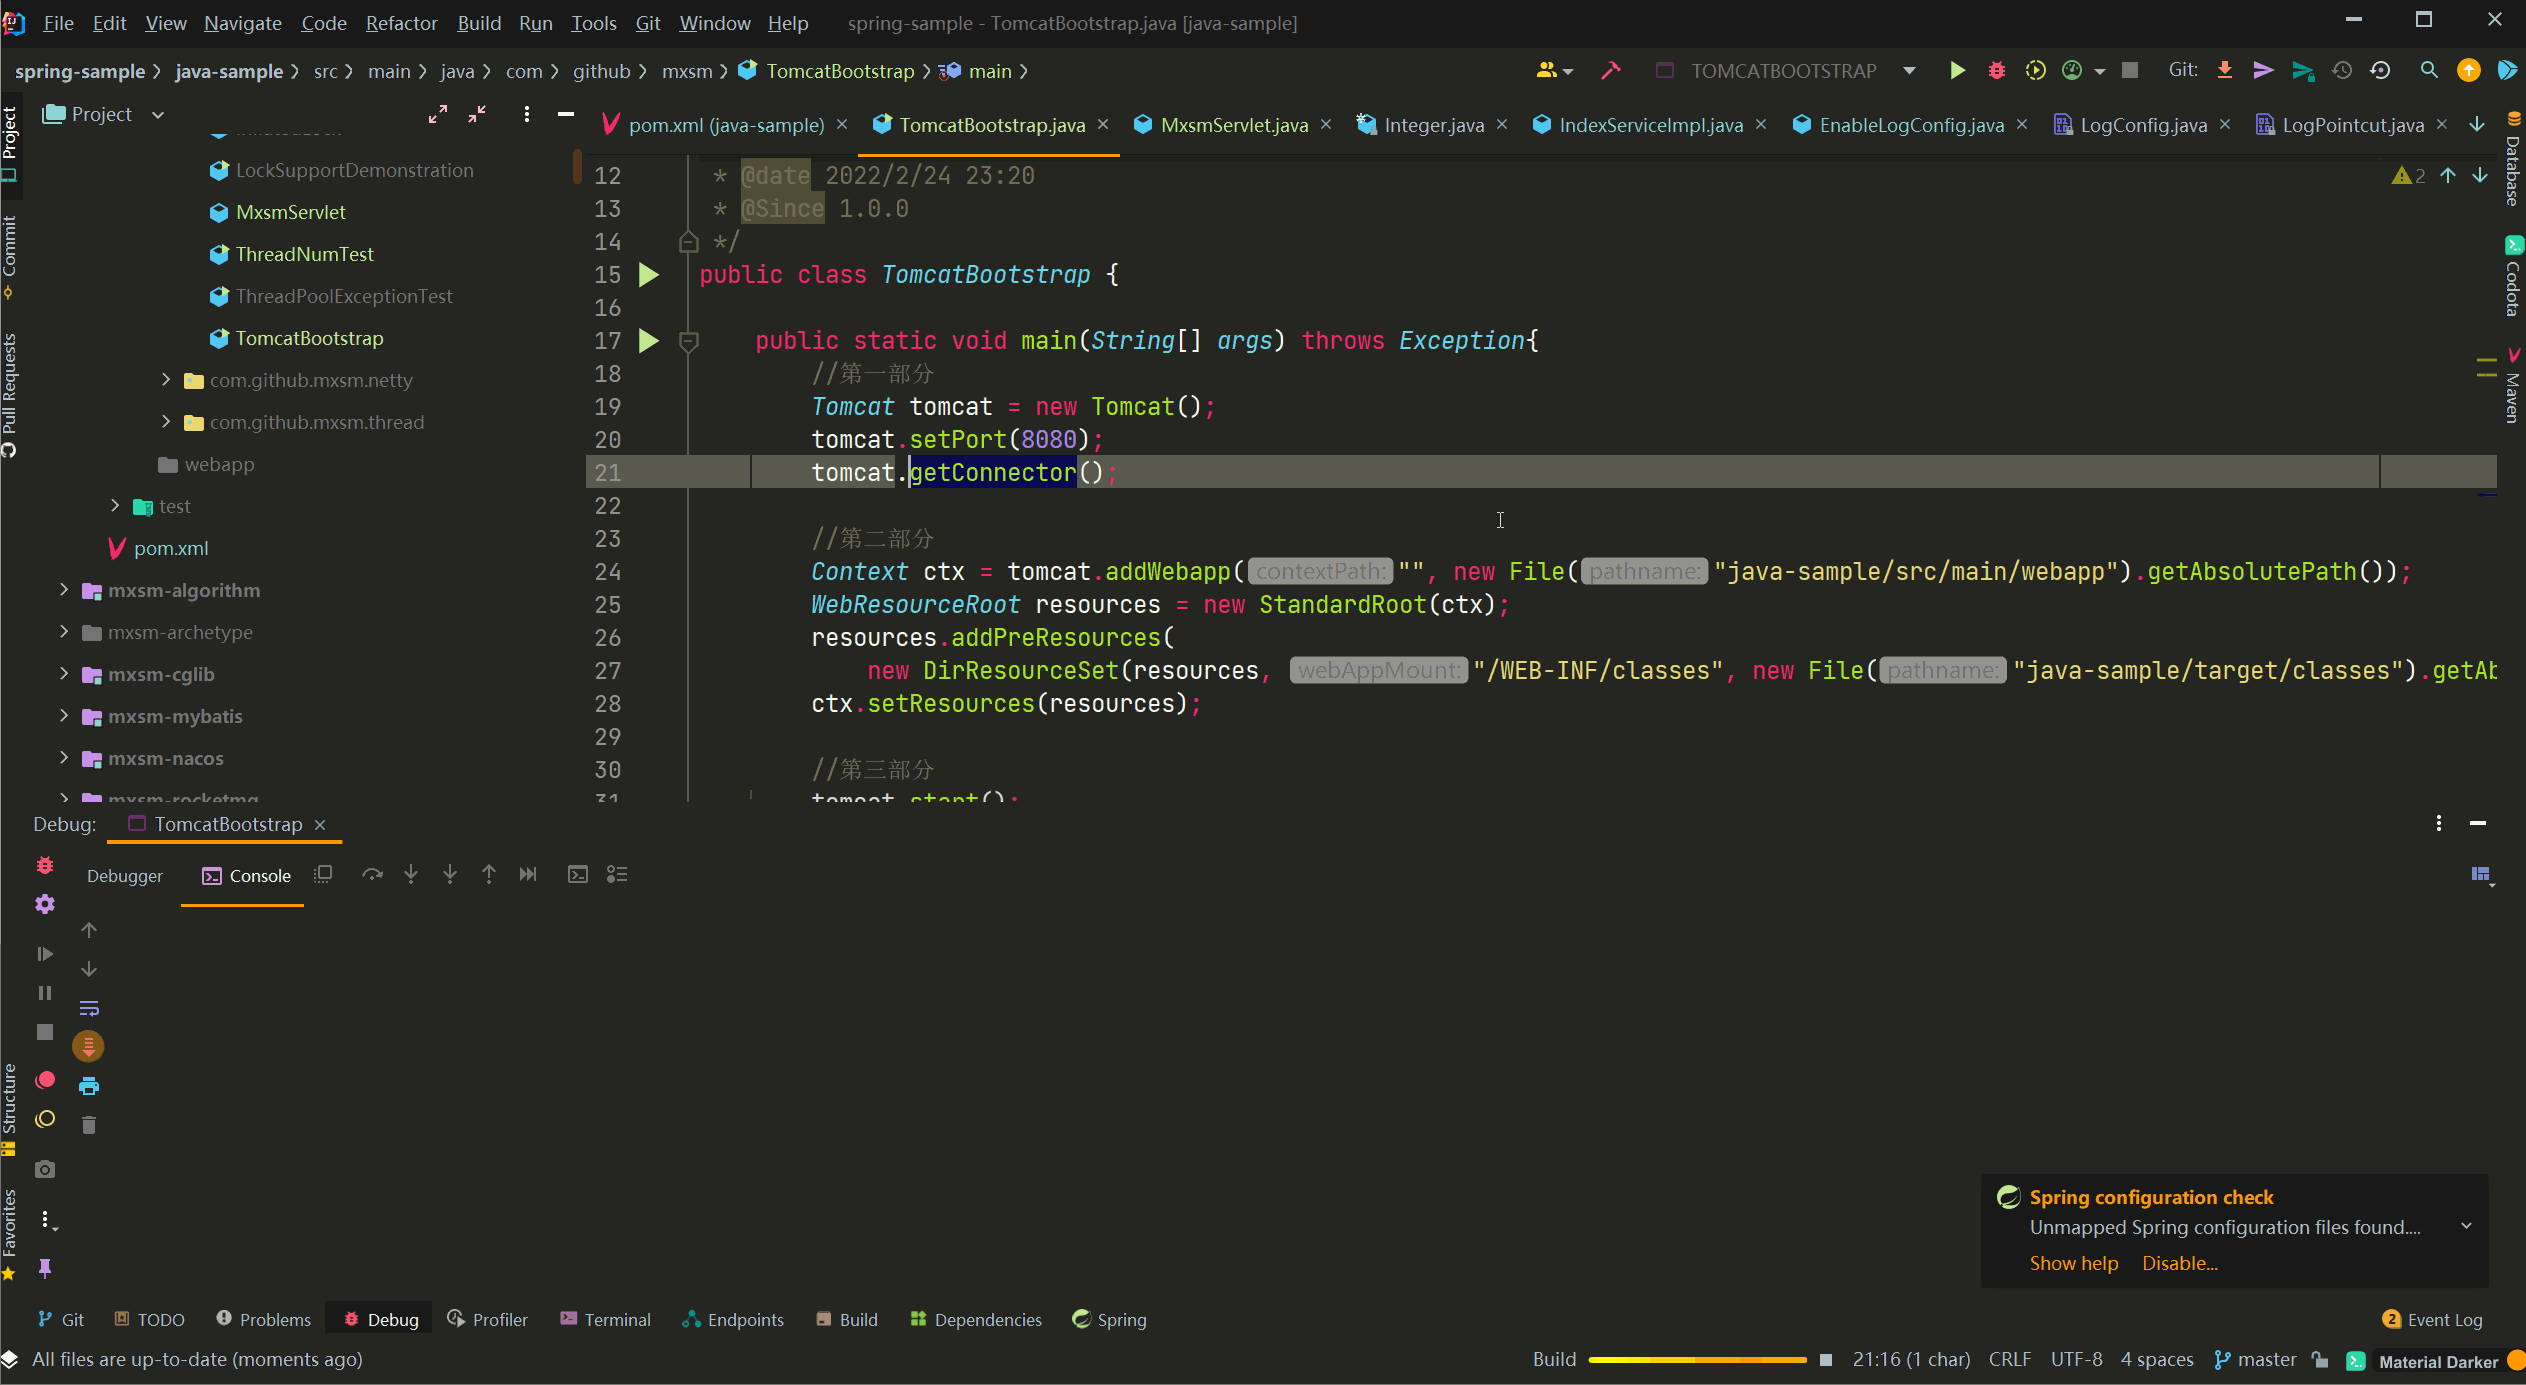 File Edit View Navigate Code Refactor Build Run Tools Git Window Help spring-sample - TomcatBootstrap.java [java-sample]
spring-sample java-sample src main java com github mxsm TomcatBootstrap main TOMCATBOOTSTRAP Git:
Project
pom.xml (java-sample) TomcatBootstrap.java MxsmServlet.java Integer.java IndexServiceImpl.java EnableLogConfig.java LogConfig.java LogPointcut.java
Project
Commit
Pull Requests
Structure
Favorites
Database
Codota
Maven
LockSupportDemonstration
MxsmServlet
ThreadNumTest
ThreadPoolExceptionTest
TomcatBootstrap
com.github.mxsm.netty
com.github.mxsm.thread
webapp
test
pom.xml
mxsm-algorithm
mxsm-archetype
mxsm-cglib
mxsm-mybatis
mxsm-nacos
mxsm-rocketmq
2
12 * @date 2022/2/24 23:20
13 * @Since 1.0.0
14 */
15 public class TomcatBootstrap {
16
17 public static void main(String[] args) throws Exception{
18 //第一部分
19 Tomcat tomcat = new Tomcat();
20 tomcat.setPort(8080);
21 tomcat.getConnector();
22
23 //第二部分
24 Context ctx = tomcat.addWebapp( contextPath: "", new File( pathname: "java-sample/src/main/webapp").getAbsolutePath());
25 WebResourceRoot resources = new StandardRoot(ctx);
26 resources.addPreResources(
27 new DirResourceSet(resources, webAppMount: "/WEB-INF/classes", new File( pathname: "java-sample/target/classes").getAb
28 ctx.setResources(resources);
29
30 //第三部分
31 tomcat.start();
Debug: TomcatBootstrap
Debugger Console
Spring configuration check
Unmapped Spring configuration files found....
Show help Disable...
Git TODO Problems Debug Profiler Terminal Endpoints Build Dependencies Spring 2 Event Log
All files are up-to-date (moments ago) Build 21:16 (1 char) CRLF UTF-8 4 spaces master Material Darker